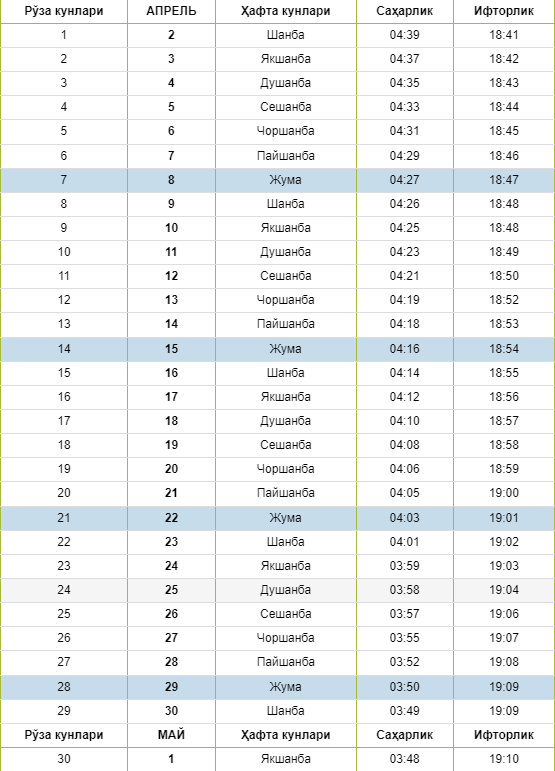 Рўза кунлари АПРЕЛЬ Ҳафта кунлари Саҳарлик Ифторлик
1 2 Шанба 04:39 18:41
2 3 Якшанба 04:37 18:42
3 4 Душанба 04:35 18:43
4 5 Сешанба 04:33 18:44
5 6 Чоршанба 04:31 18:45
6 7 Пайшанба 04:29 18:46
7 8 Жума 04:27 18:47
8 9 Шанба 04:26 18:48
9 10 Якшанба 04:25 18:48
10 11 Душанба 04:23 18:49
11 12 Сешанба 04:21 18:50
12 13 Чоршанба 04:19 18:52
13 14 Пайшанба 04:18 18:53
14 15 Жума 04:16 18:54
15 16 Шанба 04:14 18:55
16 17 Якшанба 04:12 18:56
17 18 Душанба 04:10 18:57
18 19 Сешанба 04:08 18:58
19 20 Чоршанба 04:06 18:59
20 21 Пайшанба 04:05 19:00
21 22 Жума 04:03 19:01
22 23 Шанба 04:01 19:02
23 24 Якшанба 03:59 19:03
24 25 Душанба 03:58 19:04
25 26 Сешанба 03:57 19:06
26 27 Чоршанба 03:55 19:07
27 28 Пайшанба 03:52 19:08
28 29 Жума 03:50 19:09
29 30 Шанба 03:49 19:09
Рўза кунлари МАЙ Ҳафта кунлари Саҳарлик Ифторлик
30 1 Якшанба 03:48 19:10